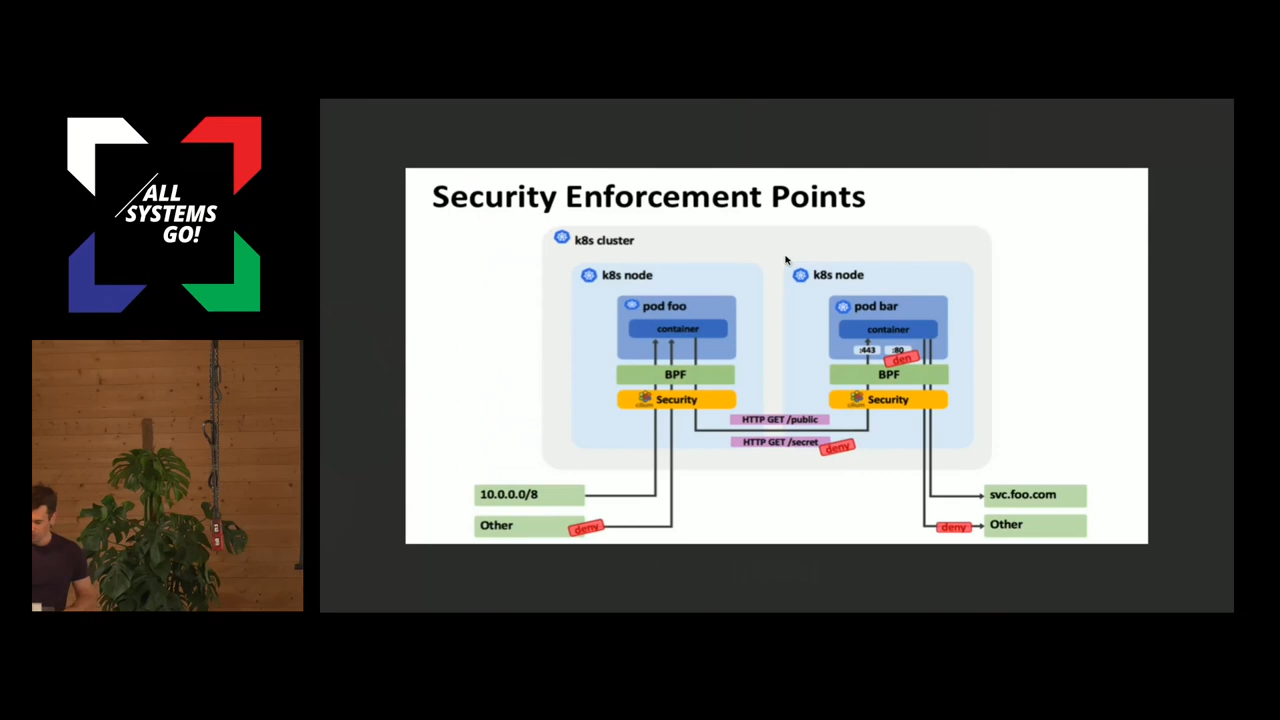 ALL
SYSTEMS
GO!
Security Enforcement Points
k8s cluster
k8s node
pod foo
container
BPF
Security
k8s node
pod bar
container
:443
:80
den
BPF
Security
HTTP GET /public
HTTP GET /secret
deny
10.0.0.0/8
Other
deny
svc.foo.com
deny
Other